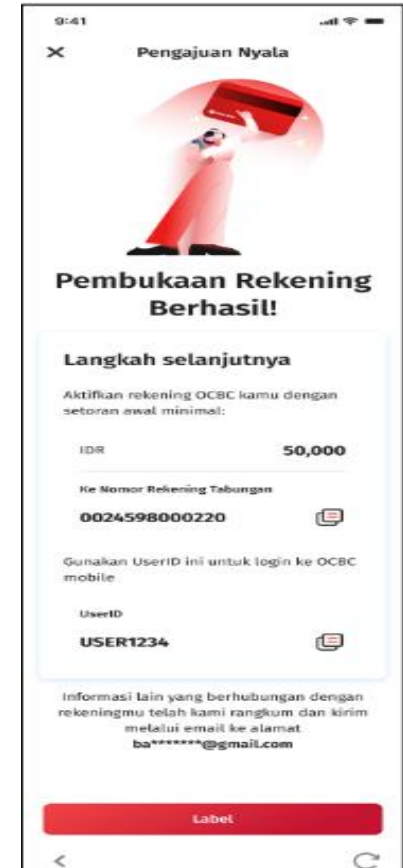 9:41
Pengajuan Nyala
Pembukaan Rekening
Berhasil!
Langkah selanjutnya
Aktifkan rekening OCBC kamu dengan
setoran awal minimal:
IDR 50,000
Ke Nomor Rekening Tabungan
0024598000220
Gunakan UserID ini untuk login ke OCBC
mobile
UserID
USER1234
Informasi lain yang berhubungan dengan
rekeningmu telah kami rangkum dan kirim
melalui email ke alamat
ba*******@gmail.com
Label